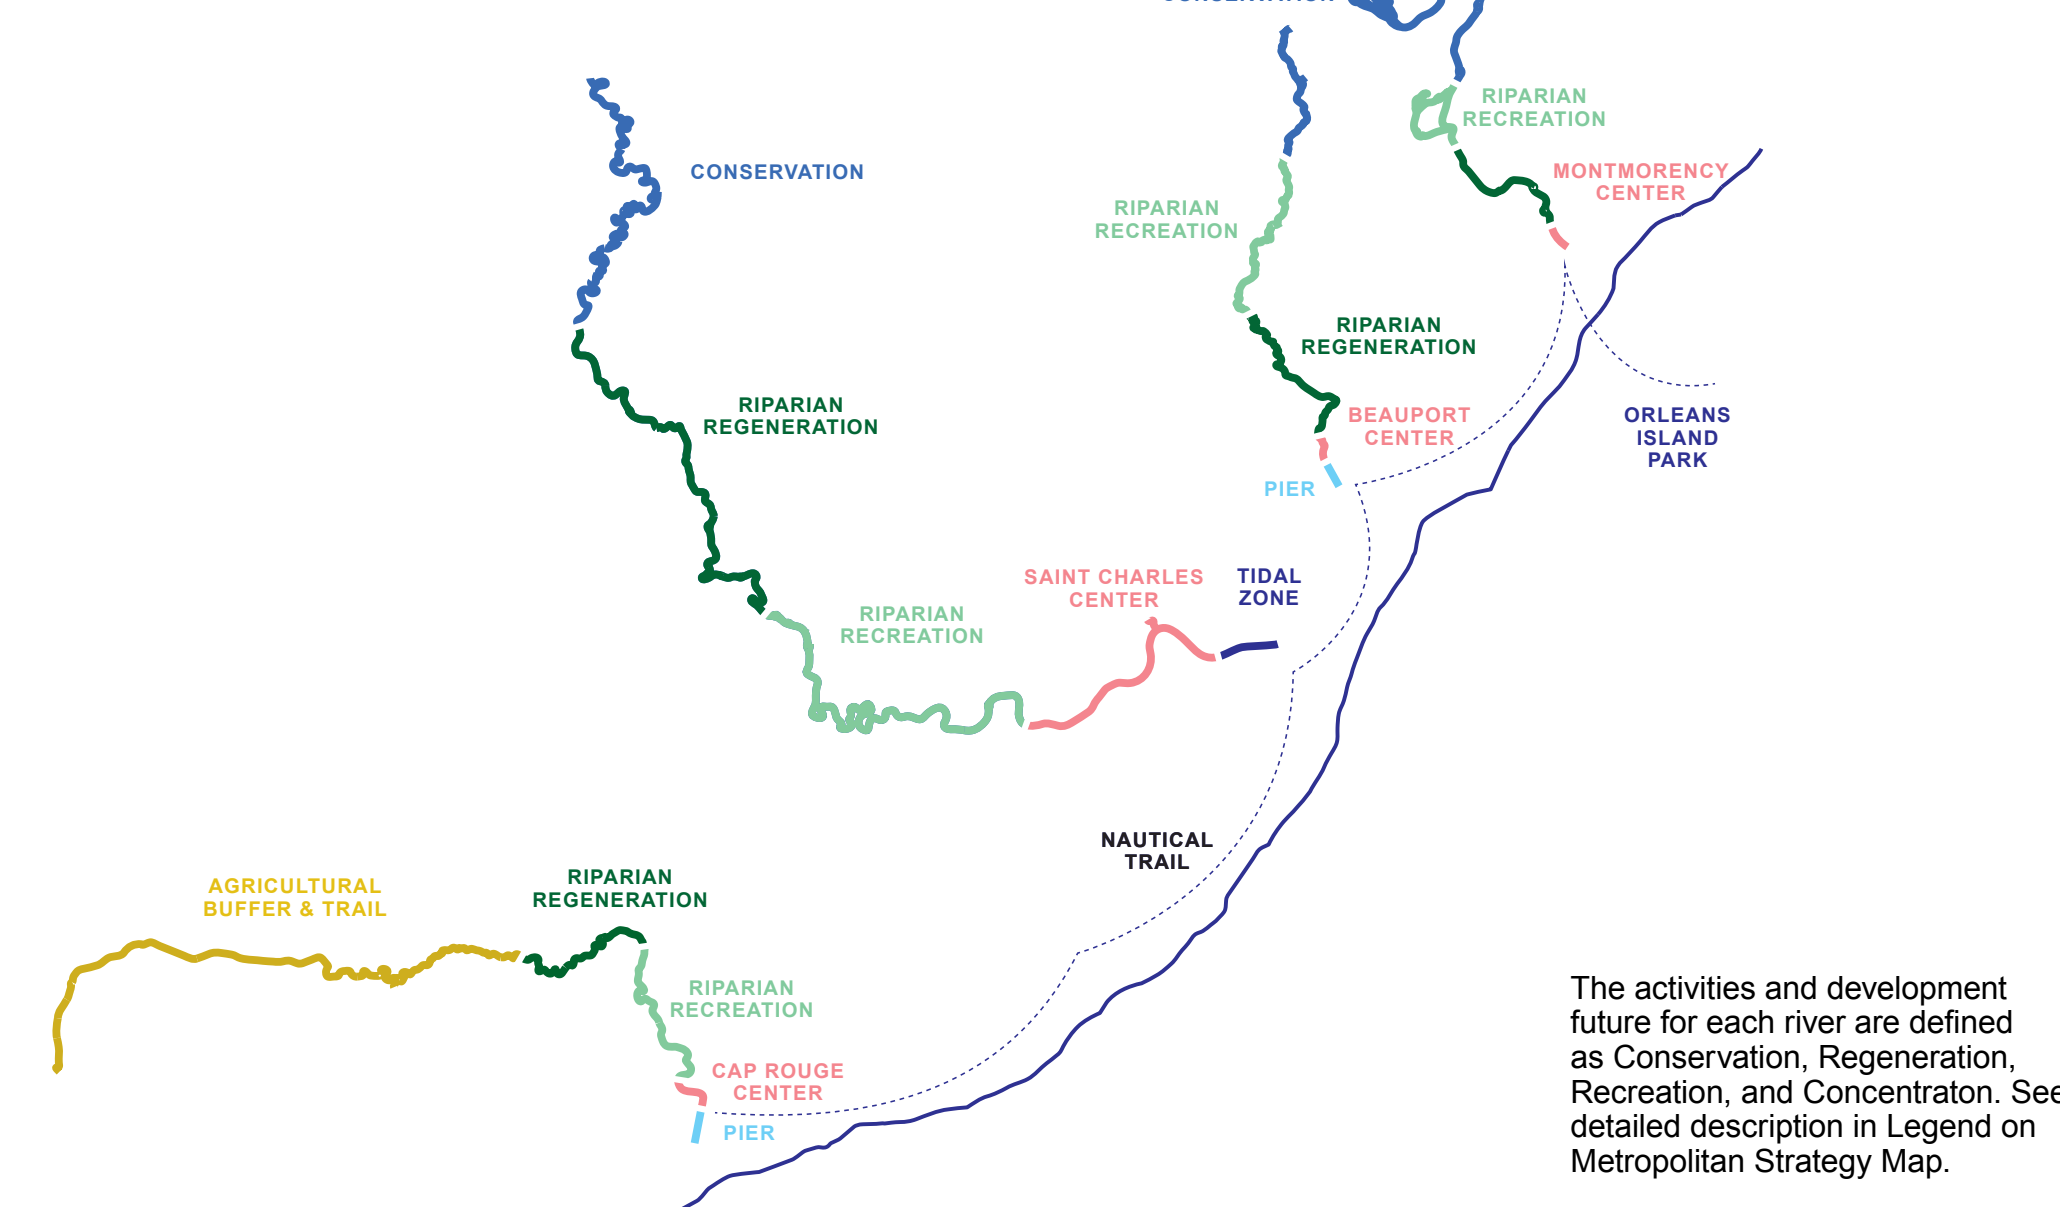 CONSERVATION
RIPARIAN
RECREATION
MONTMORENCY
CENTER
CONSERVATION
RIPARIAN
RECREATION
RIPARIAN
REGENERATION
RIPARIAN
REGENERATION
BEAUPORT
CENTER
ORLEANS
ISLAND
PARK
PIER
SAINT CHARLES
CENTER
TIDAL
ZONE
RIPARIAN
RECREATION
NAUTICAL
TRAIL
AGRICULTURAL
BUFFER & TRAIL
RIPARIAN
REGENERATION
RIPARIAN
RECREATION
CAP ROUGE
CENTER
PIER
The activities and development
future for each river are defined
as Conservation, Regeneration,
Recreation, and Concentraton. See
detailed description in Legend on
Metropolitan Strategy Map.